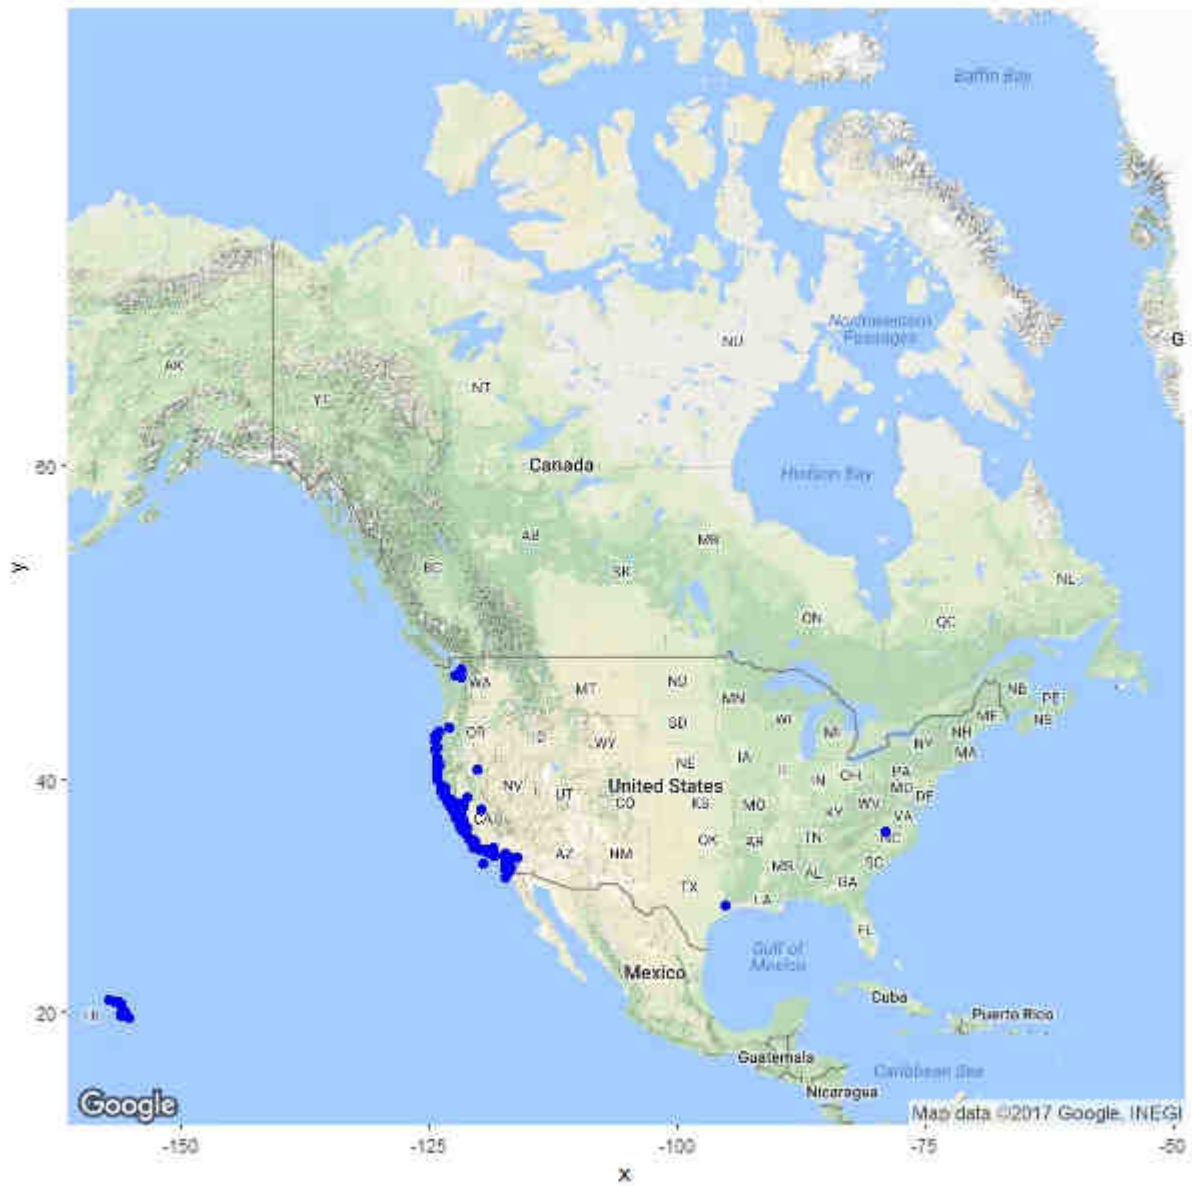 Baffin Bay
Northwestern
Passages
NU
G
AK
YT
NT
60
Canada
Hudson Bay
AB
MB
BC
SK
NL
ON
QC
WA
MT
MN
NB
PE
OR
SD
WI
MI
ME
NS
WY
NY
NH
MA
NE
IA
40
NV
UT
United States
CO
KS
MO
IN
OH
PA
MD
DE
WV
KY
VA
CA
AZ
NM
OK
AR
TN
NC
SC
MS
AL
GA
TX
LA
FL
Gulf of
Mexico
Mexico
20
Cuba
Puerto Rico
Guatemala
Caribbean Sea
Nicaragua
Google
Map data ©2017 Google, INEGI
-150
-125
-100
-75
-50
x
y